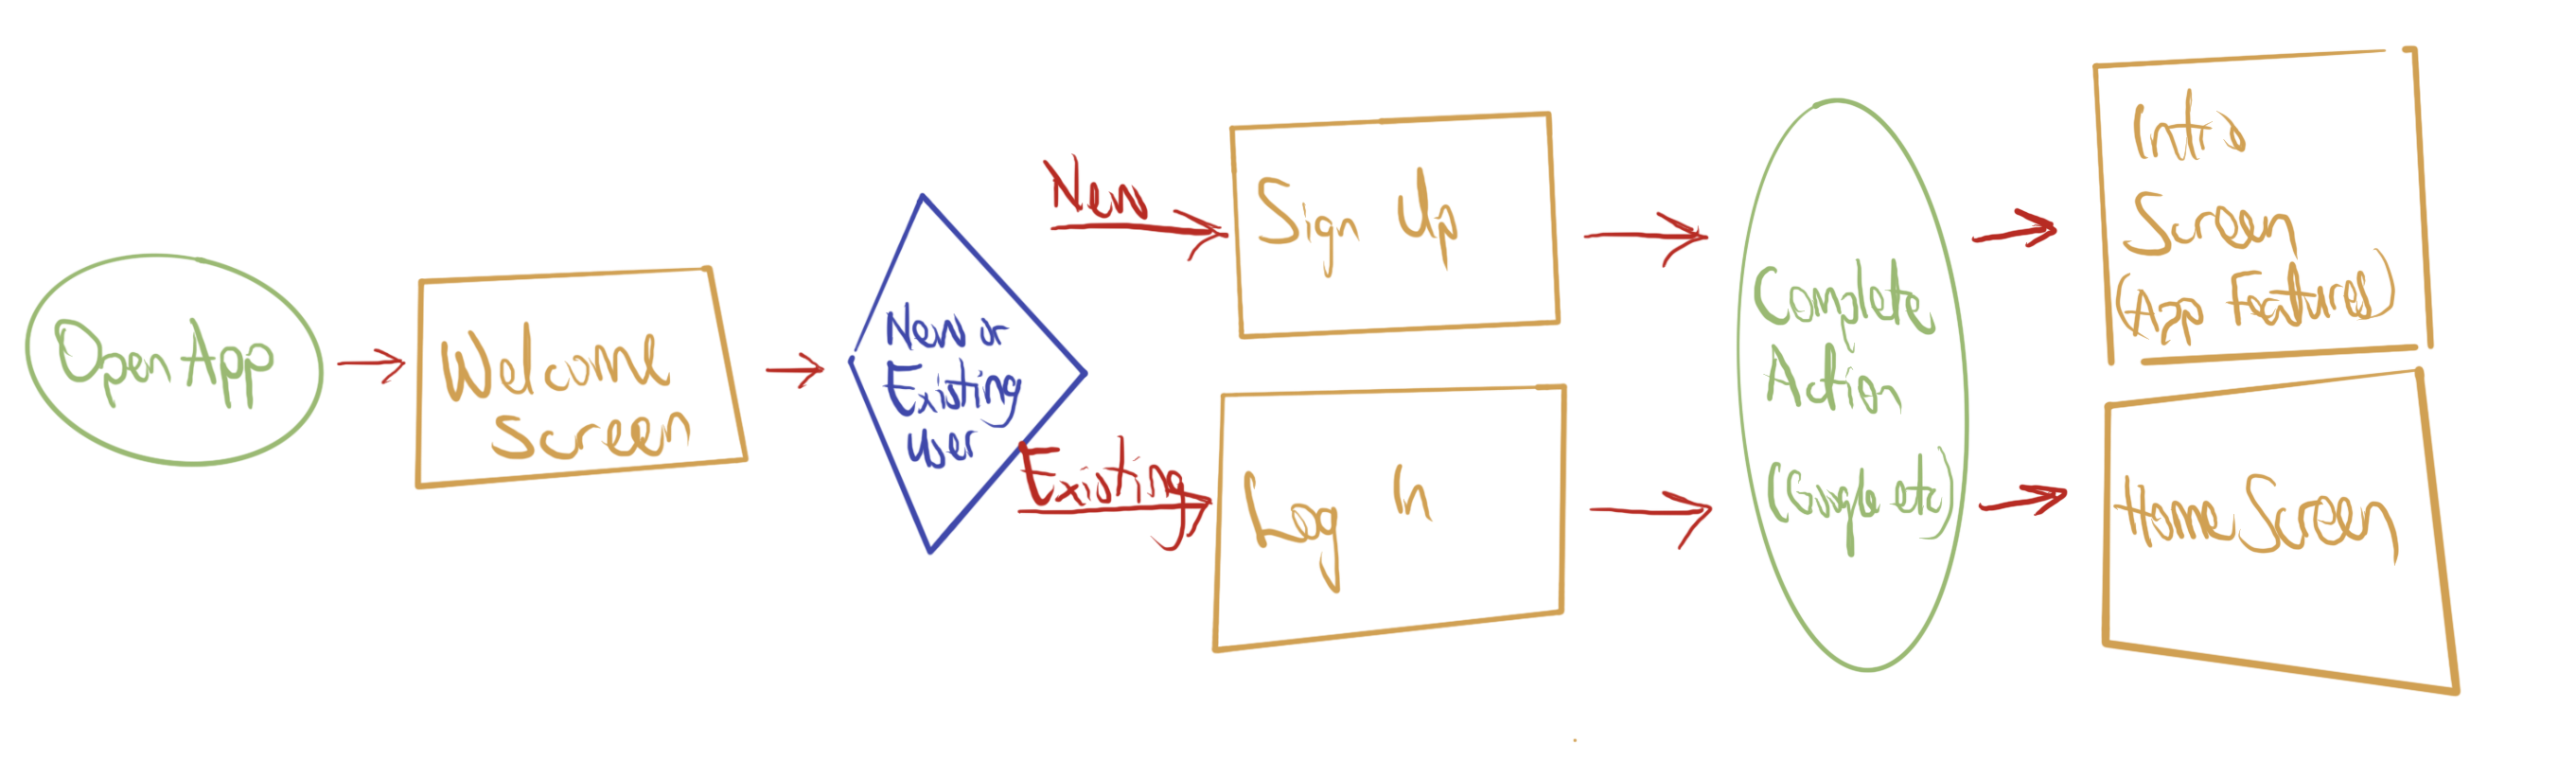 Open App
Welcome
Screen
New or
Existing
User
New
Existing
Sign Up
Log In
Complete
Action
(Google etc)
Intro
Screen
(App Features)
Home Screen